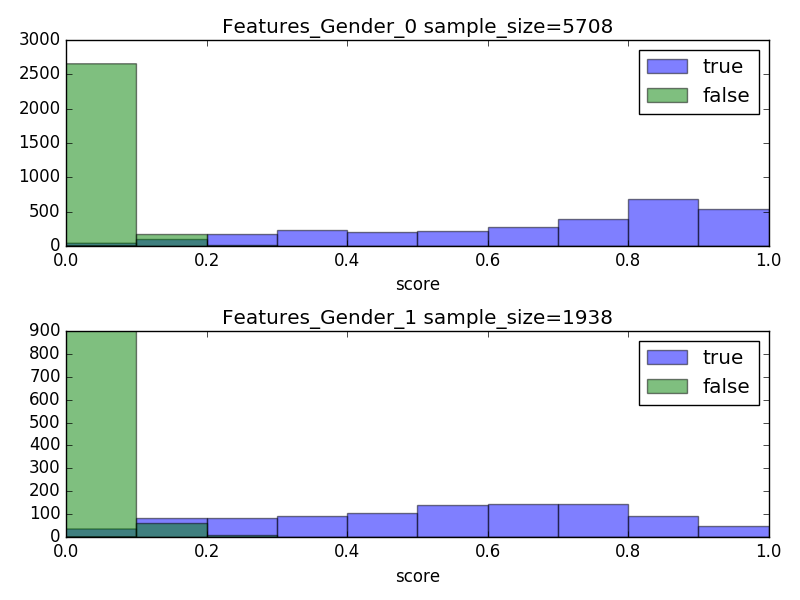 Features_Gender_0 sample_size=5708
3000
2500
2000
1500
1000
500
0
true
false
0.0 0.2 0.4 0.6 0.8 1.0
score
Features_Gender_1 sample_size=1938
900
800
700
600
500
400
300
200
100
0
true
false
0.0 0.2 0.4 0.6 0.8 1.0
score